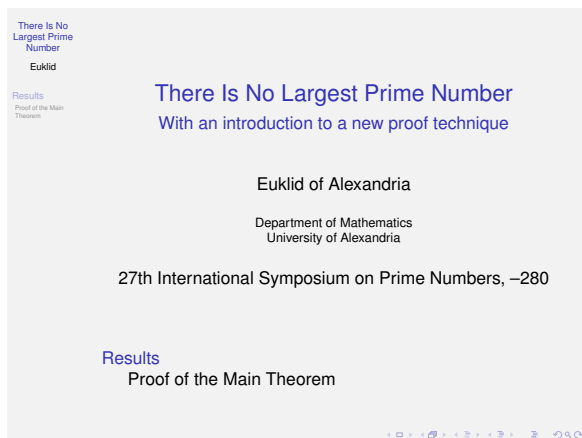 There Is No
Largest Prime
Number
Euklid
Results
Proof of the Main
Theorem
There Is No Largest Prime Number
With an introduction to a new proof technique
Euklid of Alexandria
Department of Mathematics
University of Alexandria
27th International Symposium on Prime Numbers, –280
Results
Proof of the Main Theorem